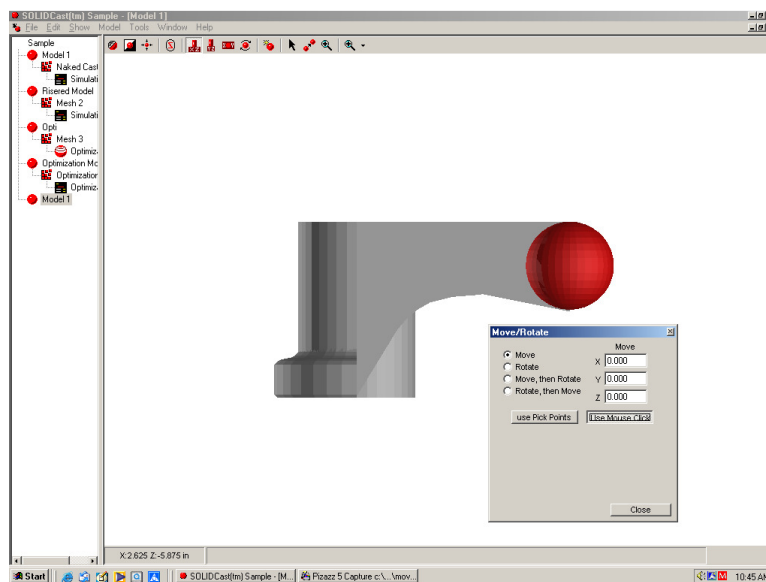 SOLIDCast(tm) Sample - [Model 1]
File Edit Show Model Tools Window Help
Sample
Model 1
Naked Cast
Simulati
Risered Model
Mesh 2
Simulati
Opti
Mesh 3
Optimiz
Optimization Mo
Optimization
Optimiz
Model 1
Move/Rotate
Move
Move
X 0.000
Rotate
Move, then Rotate
Y 0.000
Rotate, then Move
Z 0.000
use Pick Points
Use Mouse Click
Close
X:2.625 Z:-5.875 in
Start
SOLIDCast(tm) Sample - [M...
Pizazz 5 Capture c:\...\mov...
10:45 AM